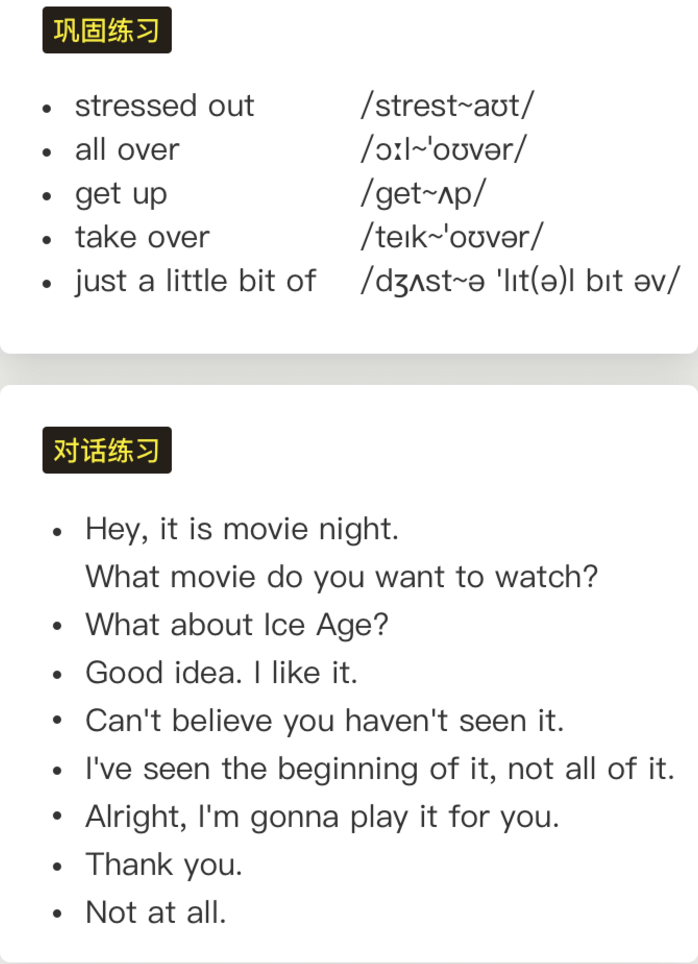 巩固练习
• stressed out /strest~aʊt/
• all over /ɔːl~'oʊvər/
• get up /get~ʌp/
• take over /teɪk~'oʊvər/
• just a little bit of /dʒʌst~ə 'lɪt(ə)l bɪt əv/
对话练习
• Hey, it is movie night.
What movie do you want to watch?
• What about Ice Age?
• Good idea. I like it.
• Can't believe you haven't seen it.
• I've seen the beginning of it, not all of it.
• Alright, I'm gonna play it for you.
• Thank you.
• Not at all.